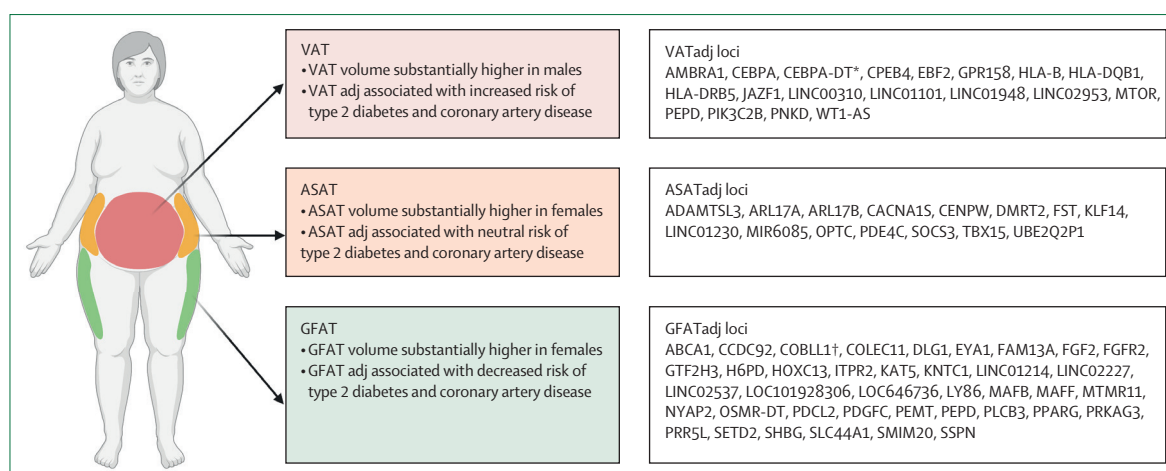 VAT
• VAT volume substantially higher in males
• VAT adj associated with increased risk of
type 2 diabetes and coronary artery disease
VATadj loci
AMBRA1, CEBPA, CEBPA-DT*, CPEB4, EBF2, GPR158, HLA-B, HLA-DQB1,
HLA-DRB5, JAZF1, LINC00310, LINC01101, LINC01948, LINC02953, MTOR,
PEPD, PIK3C2B, PNKD, WT1-AS
ASAT
• ASAT volume substantially higher in females
• ASAT adj associated with neutral risk of
type 2 diabetes and coronary artery disease
ASATadj loci
ADAMTSL3, ARL17A, ARL17B, CACNA1S, CENPW, DMRT2, FST, KLF14,
LINC01230, MIR6085, OPTC, PDE4C, SOCS3, TBX15, UBE2Q2P1
GFAT
• GFAT volume substantially higher in females
• GFAT adj associated with decreased risk of
type 2 diabetes and coronary artery disease
GFATadj loci
ABCA1, CCDC92, COBLL1†, COLEC11, DLG1, EYA1, FAM13A, FGF2, FGFR2,
GTF2H3, H6PD, HOXC13, ITPR2, KAT5, KNTC1, LINC01214, LINC02227,
LINC02537, LOC101928306, LOC646736, LY86, MAFB, MAFF, MTMR11,
NYAP2, OSMR-DT, PDCL2, PDGFC, PEMT, PEPD, PLCB3, PPARG, PRKAG3,
PRR5L, SETD2, SHBG, SLC44A1, SMIM20, SSPN